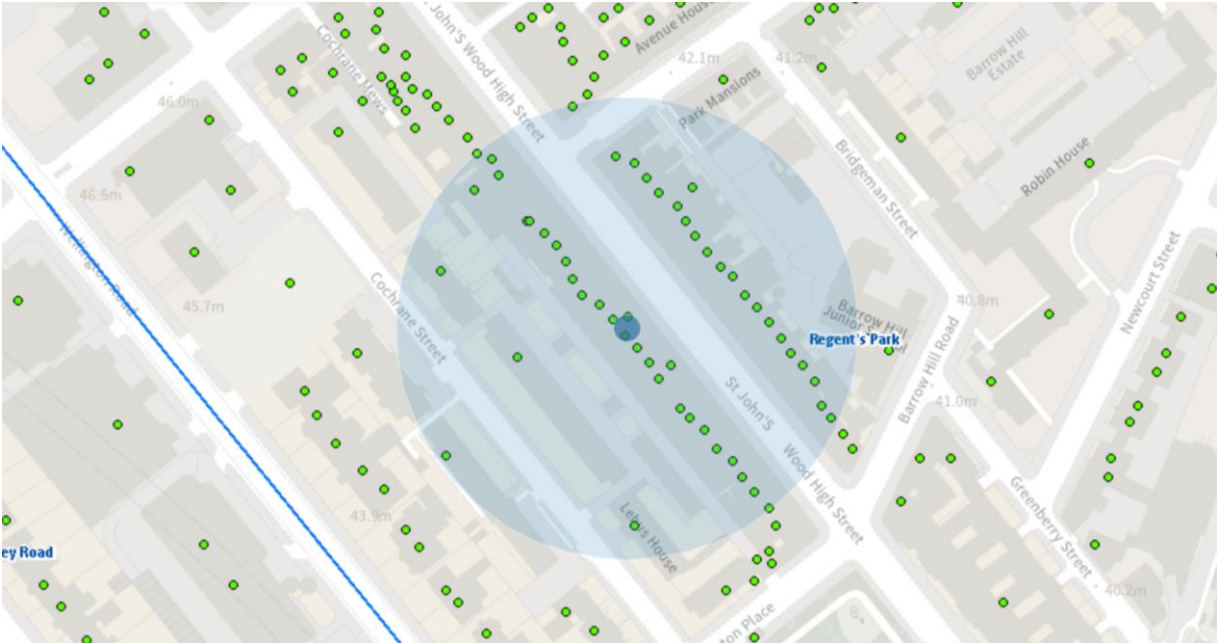 Avenue House
Cochrane Mews
St John'S Wood High Street
42.1m
41.2m
Barrow Hill
Estate
46.0m
Park Mansions
Bridgeman Street
Robin House
46.5m
Wellington Road
45.7m
Cochrane Street
40.8m
Newcourt Street
Barrow Hill
Regent's Park
Barrow Hill Road
St John'S
Wood High Street
41.0m
Lehy's House
43.9m
Greenberry Street
ey Road
40.2m
ton Place